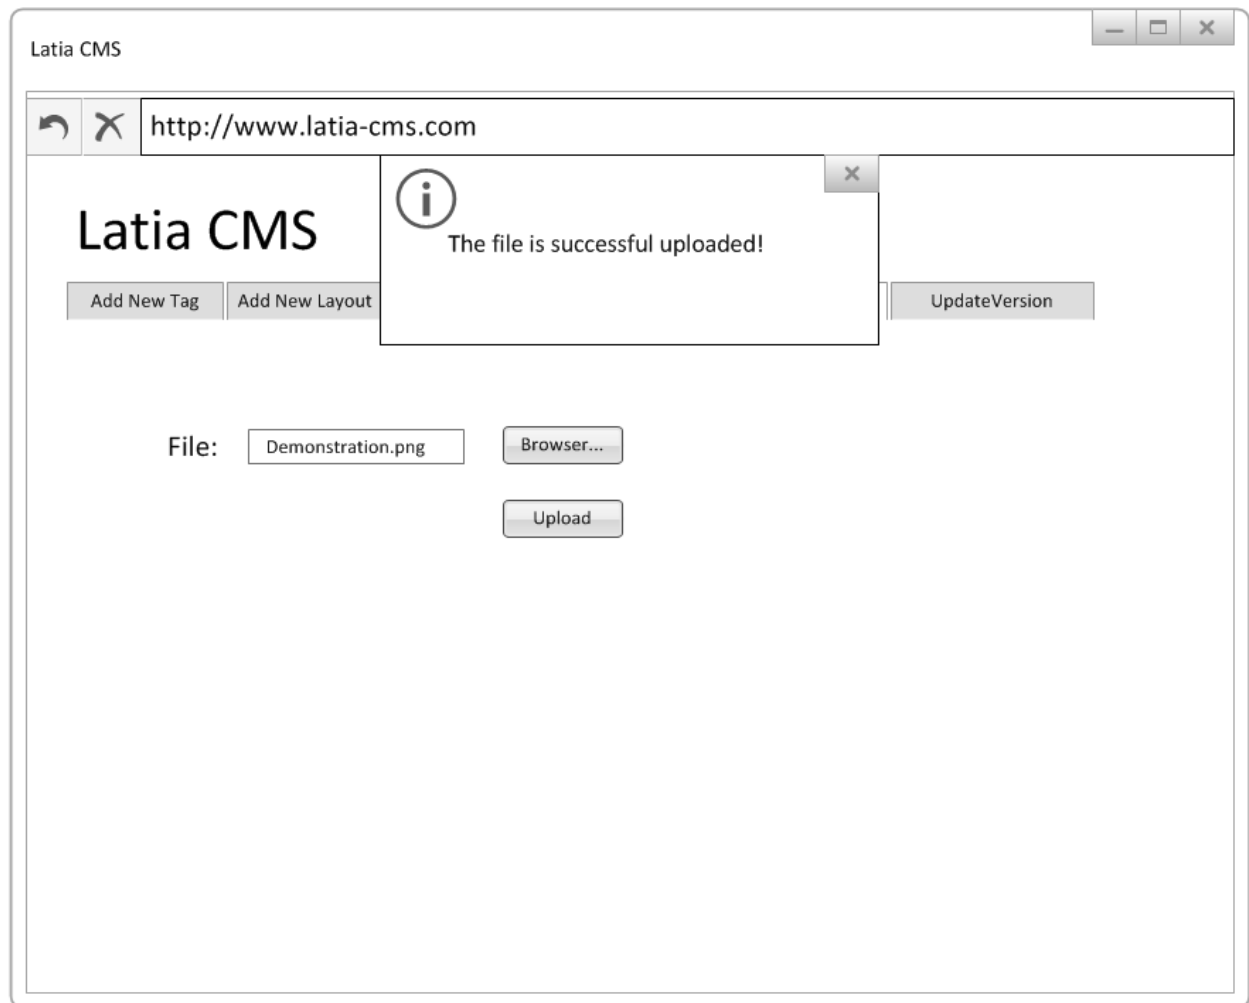 Latia CMS
http://www.latia-cms.com
Latia CMS
The file is successful uploaded!
Add New Tag
Add New Layout
UpdateVersion
File:
Demonstration.png
Browser...
Upload